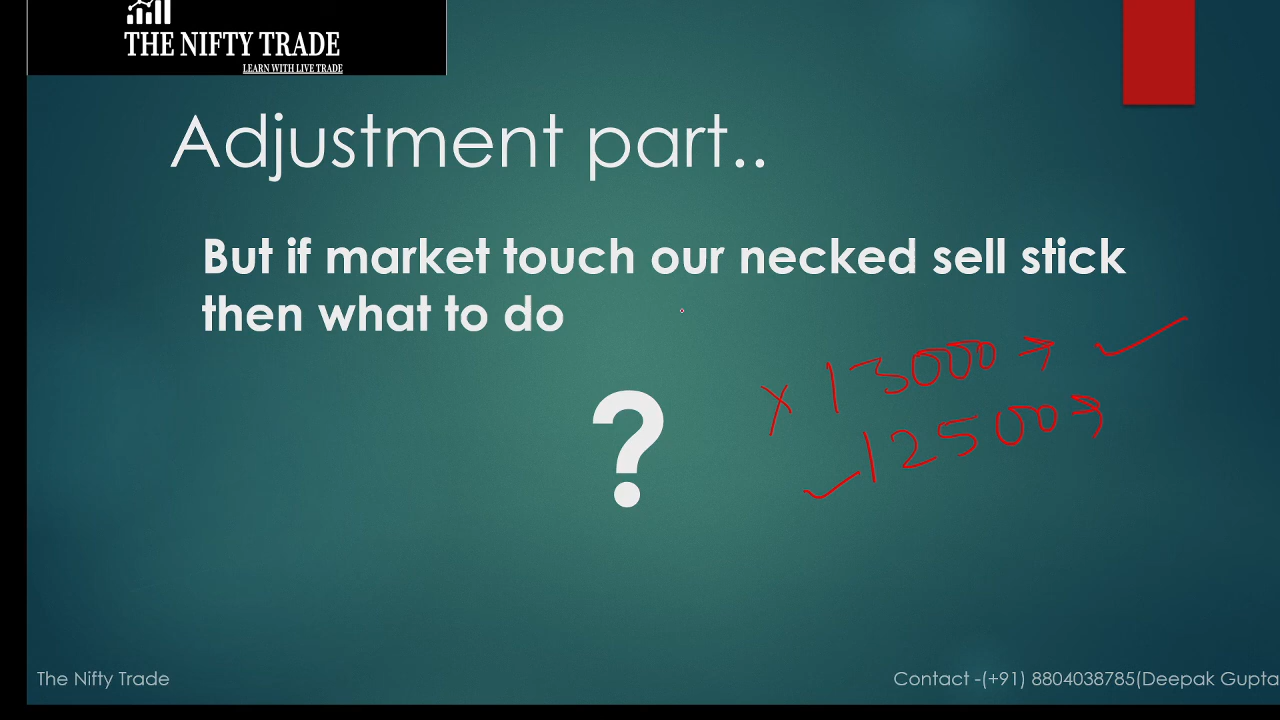 THE NIFTY TRADE
LEARN WITH LIVE TRADE
Adjustment part..
But if market touch our necked sell stick
then what to do
?
x 13000 →
12500 →
The Nifty Trade
Contact -(+91) 8804038785(Deepak Gupta